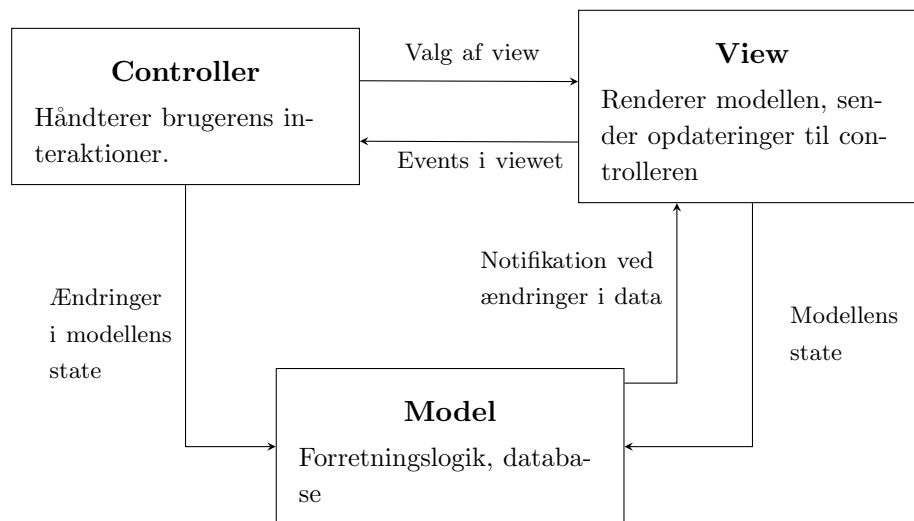 Controller
Håndterer brugerens in-
teraktioner.
Valg af view
Events i viewet
View
Renderer modellen, sen-
der opdateringer til con-
trolleren
Ændringer
i modellens
state
Notifikation ved
ændringer i data
Modellens
state
Model
Forretningslogik, databa-
se